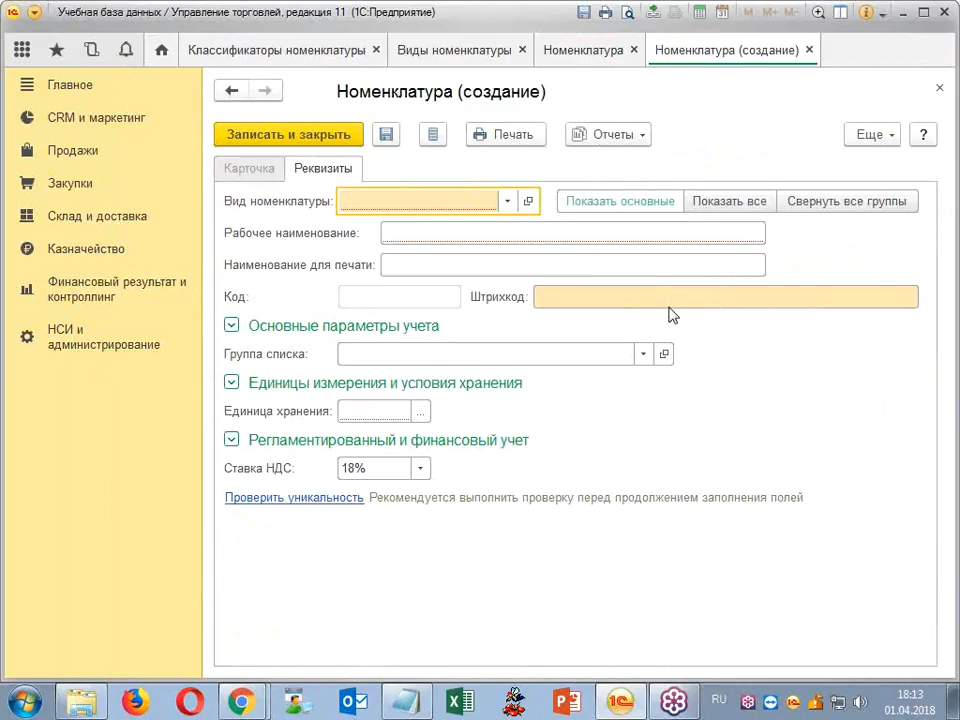 Учебная база данных / Управление торговлей, редакция 11 (1С:Предприятие)
M M+ M-
Классификаторы номенклатуры × Виды номенклатуры × Номенклатура × Номенклатура (создание) ×
Главное
CRM и маркетинг
Продажи
Закупки
Склад и доставка
Казначейство
Финансовый результат и
контроллинг
НСИ и
администрирование
Номенклатура (создание)
Записать и закрыть Печать Отчеты Еще ?
Карточка Реквизиты
Вид номенклатуры: Показать основные Показать все Свернуть все группы
Рабочее наименование:
Наименование для печати:
Код: Штрихкод:
Основные параметры учета
Группа списка:
Единицы измерения и условия хранения
Единица хранения: ...
Регламентированный и финансовый учет
Ставка НДС: 18%
Проверить уникальность Рекомендуется выполнить проверку перед продолжением заполнения полей
RU
18:13
01.04.2018